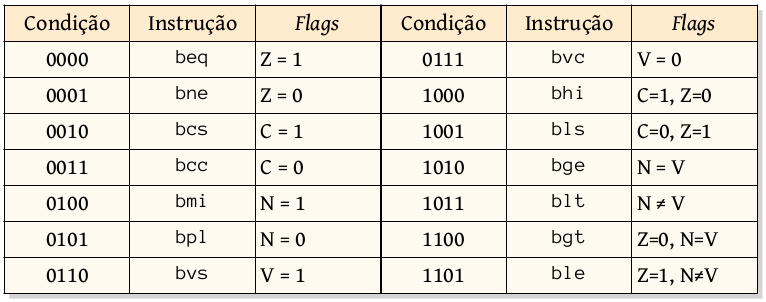 Condição Instrução Flags Condição Instrução Flags
0000 beq Z = 1 0111 bvc V = 0
0001 bne Z = 0 1000 bhi C=1, Z=0
0010 bcs C = 1 1001 bls C=0, Z=1
0011 bcc C = 0 1010 bge N = V
0100 bmi N = 1 1011 blt N ≠ V
0101 bpl N = 0 1100 bgt Z=0, N=V
0110 bvs V = 1 1101 ble Z=1, N≠V